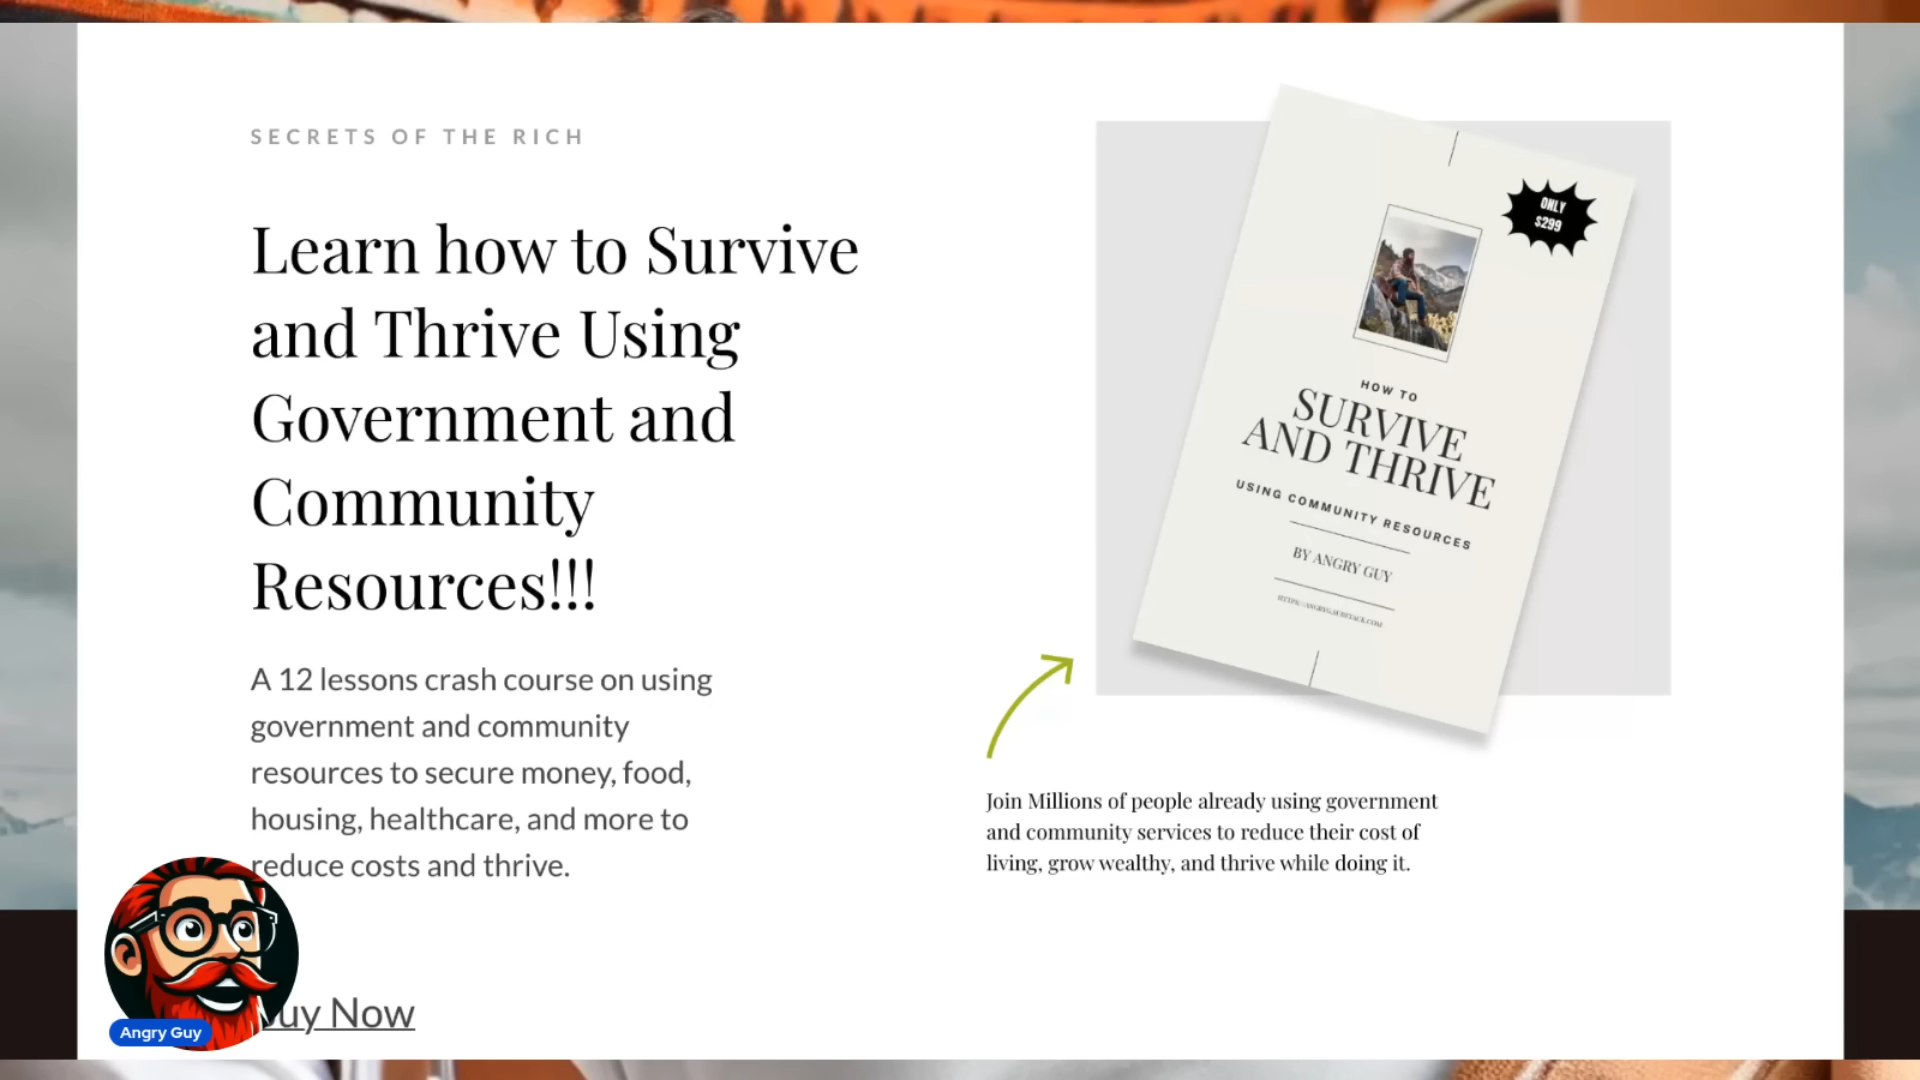 SECRETS OF THE RICH
Learn how to Survive
and Thrive Using
Government and
Community
Resources!!!
A 12 lessons crash course on using
government and community
resources to secure money, food,
housing, healthcare, and more to
reduce costs and thrive.
Buy Now
Angry Guy
ONLY
$299
HOW TO
SURVIVE
AND THRIVE
USING COMMUNITY RESOURCES
BY ANGRY GUY
Join Millions of people already using government
and community services to reduce their cost of
living, grow wealthy, and thrive while doing it.